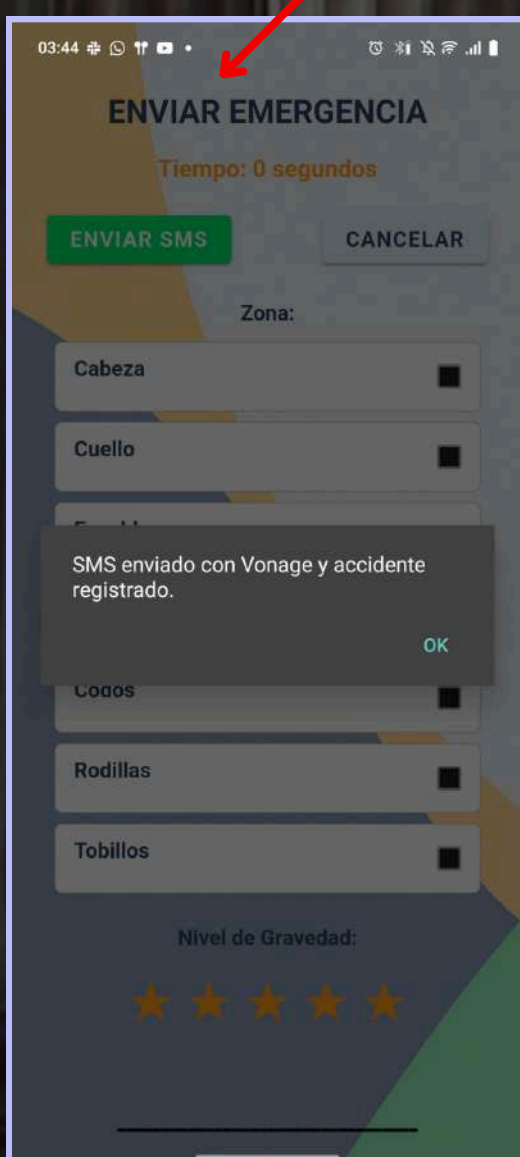 03:44
ENVIAR EMERGENCIA
Tiempo: 0 segundos
ENVIAR SMS
CANCELAR
Zona:
Cabeza
Cuello
SMS enviado con Vonage y accidente
registrado.
OK
Codos
Rodillas
Tobillos
Nivel de Gravedad: